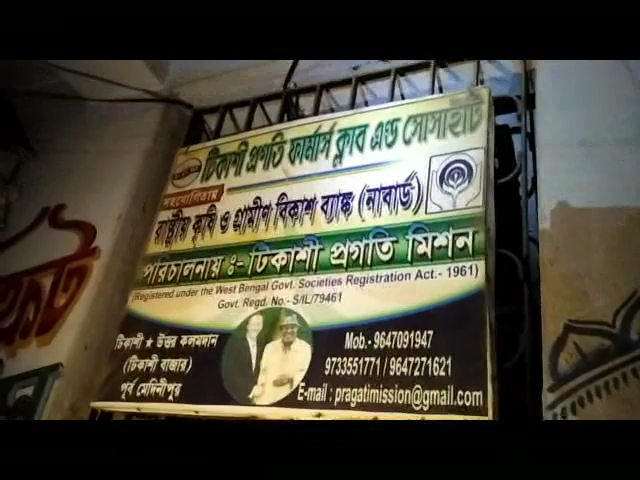 টিকাশী প্রগতি ফার্মার্স ক্লাব এন্ড সোসাইটি
সহযোগিতায়
রাষ্ট্রীয় কৃষি ও গ্রামীণ বিকাশ ব্যাঙ্ক (নাবার্ড)
পরিচালনায় ঃ- টিকাশী প্রগতি মিশন
(Registered under the West Bengal Govt. Societies Registration Act.- 1961)
Govt. Regd. No - S/IL/79461
টিকাশী ★ উত্তর কলমদান
(টিকাশী বাজার)
পূর্ব মেদিনীপুর
Mob.- 9647091947
9733551771 / 9647271621
E-mail : pragatimission@gmail.com